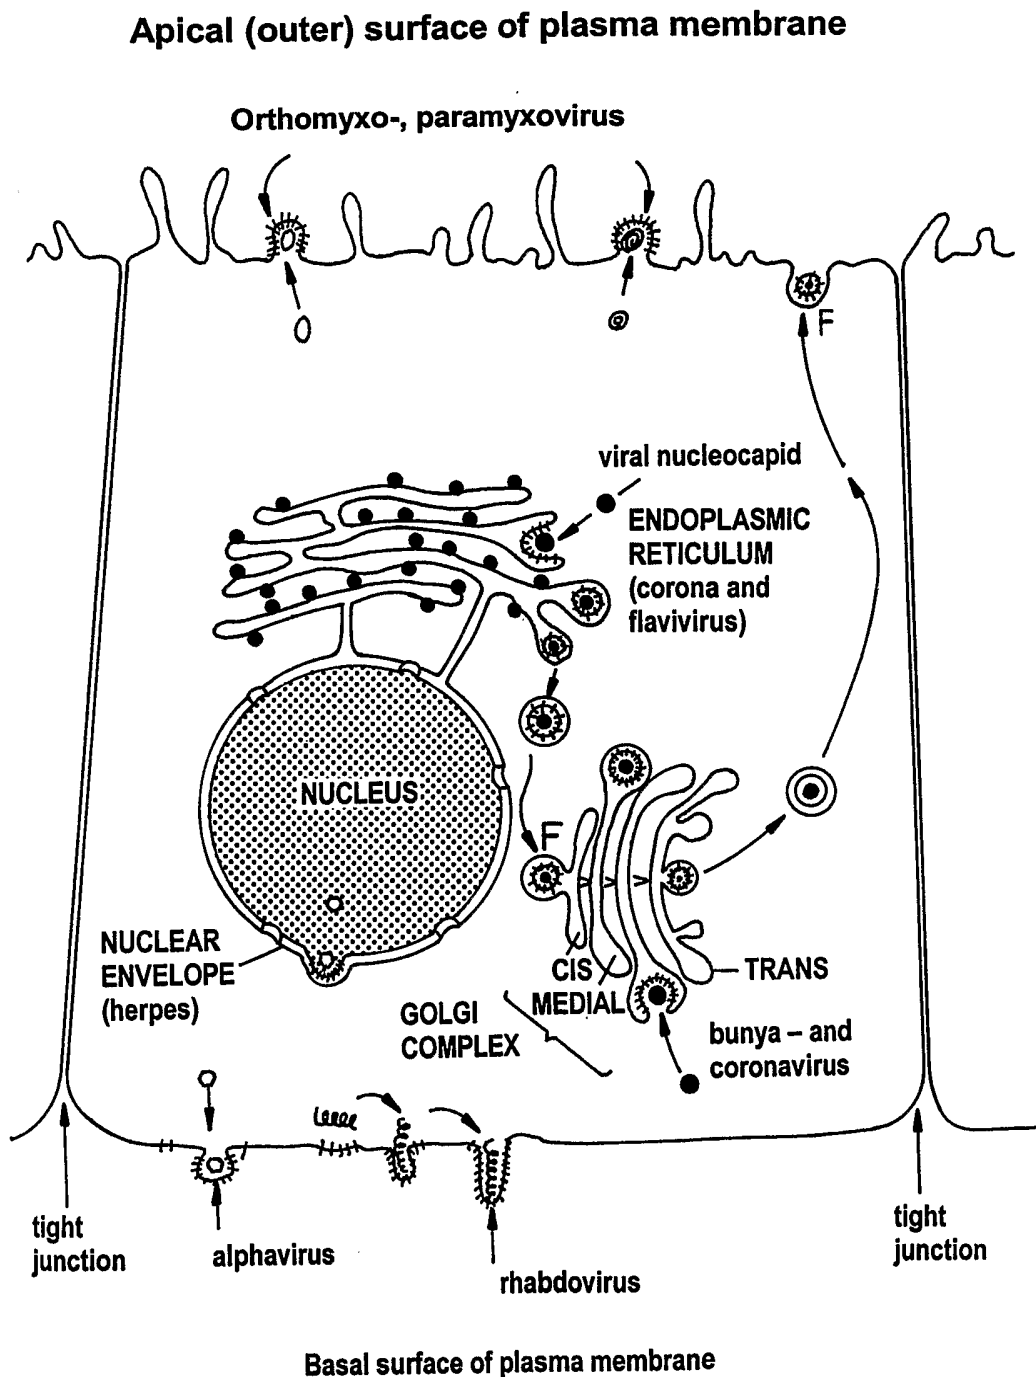 Apical (outer) surface of plasma membrane
Orthomyxo-, paramyxovirus
F
viral nucleocapid
ENDOPLASMIC
RETICULUM
(corona and
flavivirus)
NUCLEUS
F
NUCLEAR
ENVELOPE
(herpes)
CIS
MEDIAL
TRANS
GOLGI
COMPLEX
bunya – and
coronavirus
tight
junction
alphavirus
rhabdovirus
tight
junction
Basal surface of plasma membrane